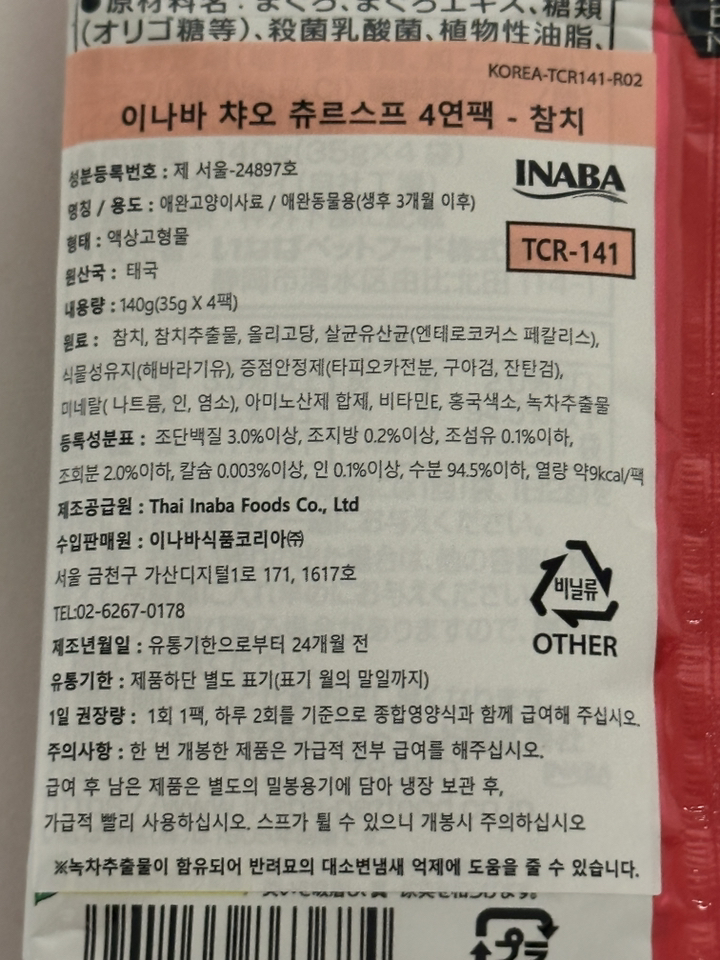 ●原材料名：まぐろ、まぐろエキス、糖類
(オリゴ糖等)、殺菌乳酸菌、植物性油脂、
KOREA-TCR141-R02
이나바 챠오 츄르스프 4연팩 - 참치
성분등록번호 : 제 서울-24897호
INABA
명칭 / 용도 : 애완고양이사료 / 애완동물용(생후 3개월 이후)
형태 : 액상고형물
TCR-141
원산국 : 태국
내용량 : 140g(35g X 4팩)
원료 : 참치, 참치추출물, 올리고당, 살균유산균(엔테로코커스 페칼리스),
식물성유지(해바라기유), 증점안정제(타피오카전분, 구아검, 잔탄검),
미네랄( 나트륨, 인, 염소), 아미노산제 합제, 비타민E, 홍국색소, 녹차추출물
등록성분표 : 조단백질 3.0%이상, 조지방 0.2%이상, 조섬유 0.1%이하,
조회분 2.0%이하, 칼슘 0.003%이상, 인 0.1%이상, 수분 94.5%이하, 열량 약9kcal/팩
제조공급원 : Thai Inaba Foods Co., Ltd
수입판매원 : 이나바식품코리아㈜
서울 금천구 가산디지털1로 171, 1617호
비닐류
TEL:02-6267-0178
OTHER
제조년월일 : 유통기한으로부터 24개월 전
유통기한 : 제품하단 별도 표기(표기 월의 말일까지)
1일 권장량 : 1회 1팩, 하루 2회를 기준으로 종합영양식과 함께 급여해 주십시오.
주의사항 : 한 번 개봉한 제품은 가급적 전부 급여를 해주십시오.
급여 후 남은 제품은 별도의 밀봉용기에 담아 냉장 보관 후,
가급적 빨리 사용하십시오. 스프가 튈 수 있으니 개봉시 주의하십시오
※녹차추출물이 함유되어 반려묘의 대소변냄새 억제에 도움을 줄 수 있습니다.
プラ